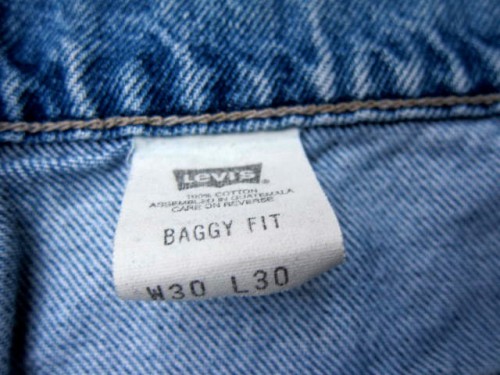 LEVI'S
100% COTTON
ASSEMBLED IN GUATEMALA
CARE ON REVERSE
BAGGY FIT
W30 L30